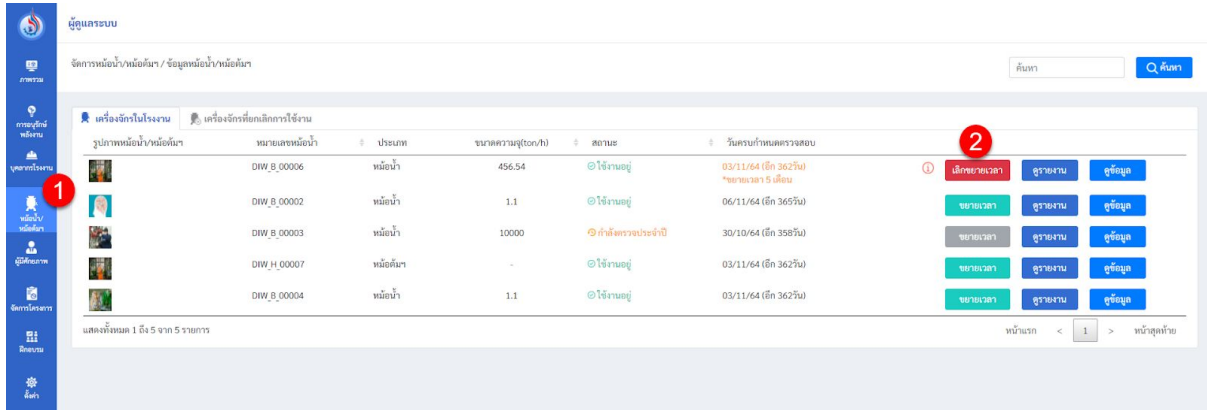 ผู้ดูแลระบบ
จัดการหม้อน้ำ/หม้อต้มฯ / ข้อมูลหม้อน้ำ/หม้อต้มฯ
ค้นหา
ค้นหา
ภาพรวม
การอนุรักษ์
พลังงาน
บุคลากรโรงงาน
1
หม้อน้ำ/
หม้อต้มฯ
ผู้มีศักยภาพ
จัดการโครงการ
ฝึกอบรม
ตั้งค่า
เครื่องจักรในโรงงาน เครื่องจักรที่ยกเลิกการใช้งาน
รูปภาพหม้อน้ำ/หม้อต้มฯ หมายเลขหม้อน้ำ ประเภท ขนาดความจุ(ton/h) สถานะ วันครบกำหนดตรวจสอบ
2
DIW_B_00006 หม้อน้ำ 456.54 ใช้งานอยู่ 03/11/64 (อีก 362วัน) เลิกขยายเวลา ดูรายงาน ดูข้อมูล
*ขยายเวลา 5 เดือน
DIW_B_00002 หม้อน้ำ 1.1 ใช้งานอยู่ 06/11/64 (อีก 365วัน) ขยายเวลา ดูรายงาน ดูข้อมูล
DIW_B_00003 หม้อน้ำ 10000 กำลังตรวจประจำปี 30/10/64 (อีก 358วัน) ขยายเวลา ดูรายงาน ดูข้อมูล
DIW_H_00007 หม้อต้มฯ - ใช้งานอยู่ 03/11/64 (อีก 362วัน) ขยายเวลา ดูรายงาน ดูข้อมูล
DIW_B_00004 หม้อน้ำ 1.1 ใช้งานอยู่ 03/11/64 (อีก 362วัน) ขยายเวลา ดูรายงาน ดูข้อมูล
แสดงทั้งหมด 1 ถึง 5 จาก 5 รายการ
หน้าแรก < 1 > หน้าสุดท้าย